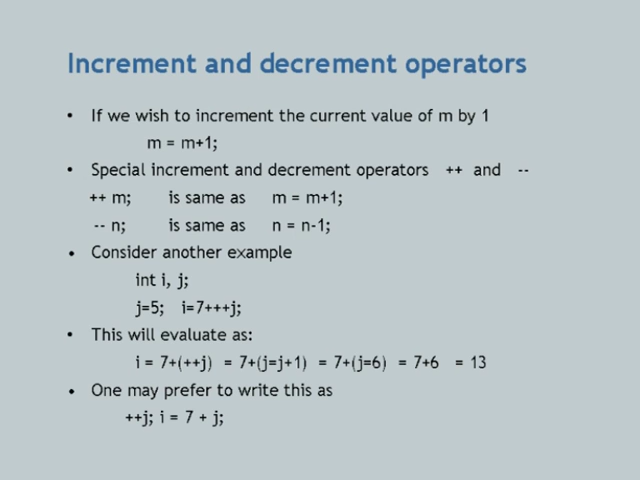 Increment and decrement operators
• If we wish to increment the current value of m by 1
m = m+1;
• Special increment and decrement operators ++ and --
++ m; is same as m = m+1;
-- n; is same as n = n-1;
• Consider another example
int i, j;
j=5; i=7+++j;
• This will evaluate as:
i = 7+(++j) = 7+(j=j+1) = 7+(j=6) = 7+6 = 13
• One may prefer to write this as
++j; i = 7 + j;